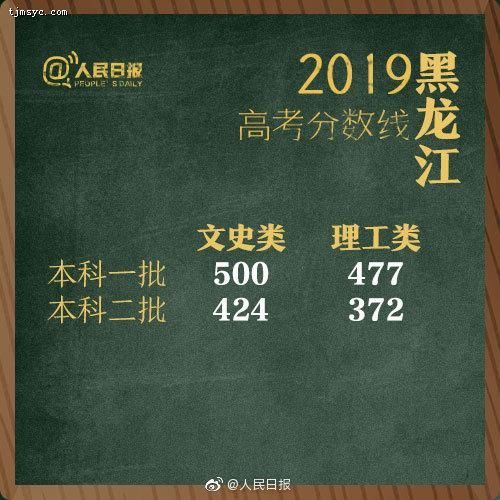 tjmsyc.com
@人民日报
PEOPLE'S DAILY
2019黑龙江
高考分数线
文史类 理工类
本科一批 500 477
本科二批 424 372
@人民日报